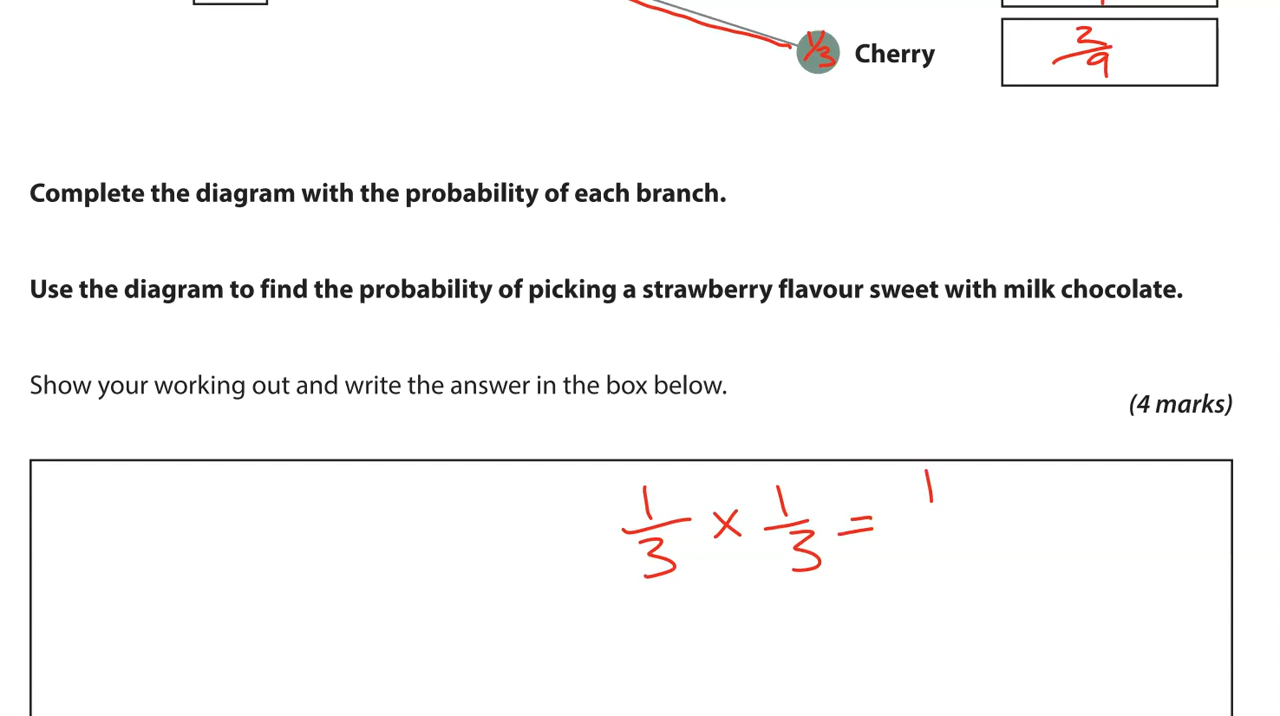 1/3 Cherry 2/9
Complete the diagram with the probability of each branch.
Use the diagram to find the probability of picking a strawberry flavour sweet with milk chocolate.
Show your working out and write the answer in the box below.
(4 marks)
1/3 × 1/3 = 1